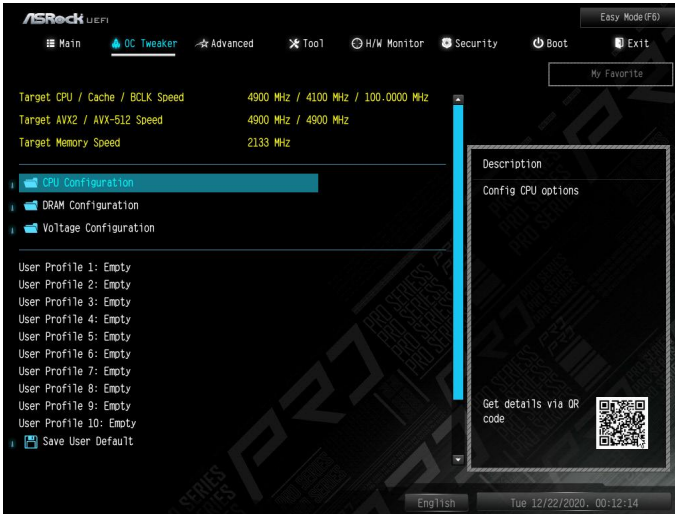 ASRock UEFI
Easy Mode(F6)
Main OC Tweaker Advanced Tool H/W Monitor Security Boot Exit
My Favorite
Target CPU / Cache / BCLK Speed 4900 MHz / 4100 MHz / 100.0000 MHz
Target AVX2 / AVX-512 Speed 4900 MHz / 4900 MHz
Target Memory Speed 2133 MHz
CPU Configuration
DRAM Configuration
Voltage Configuration
User Profile 1: Empty
User Profile 2: Empty
User Profile 3: Empty
User Profile 4: Empty
User Profile 5: Empty
User Profile 6: Empty
User Profile 7: Empty
User Profile 8: Empty
User Profile 9: Empty
User Profile 10: Empty
Save User Default
Description
Config CPU options
Get details via QR
code
English
Tue 12/22/2020. 00:12:14
PRO SERIES